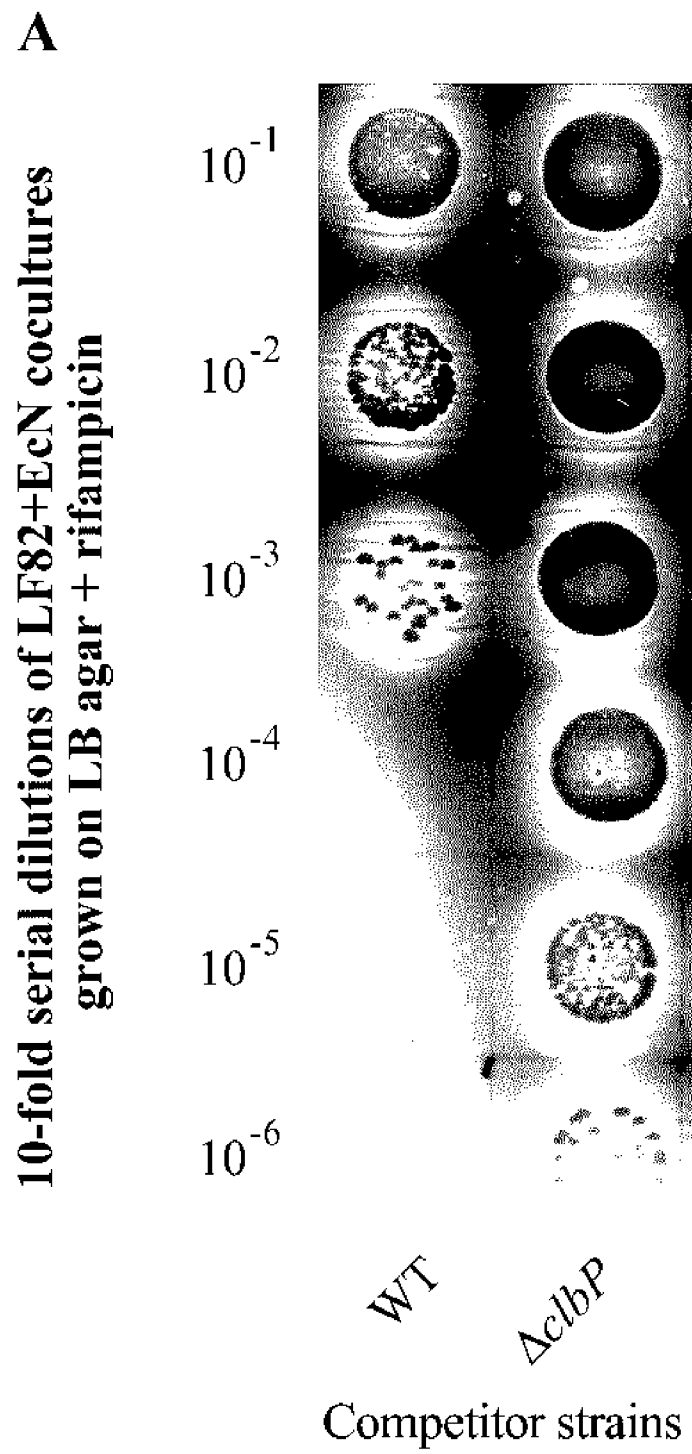 A
10-fold serial dilutions of LF82+EcN cocultures
grown on LB agar + rifampicin
10-1
10-2
10-3
10-4
10-5
10-6
WT
ΔclbP
Competitor strains